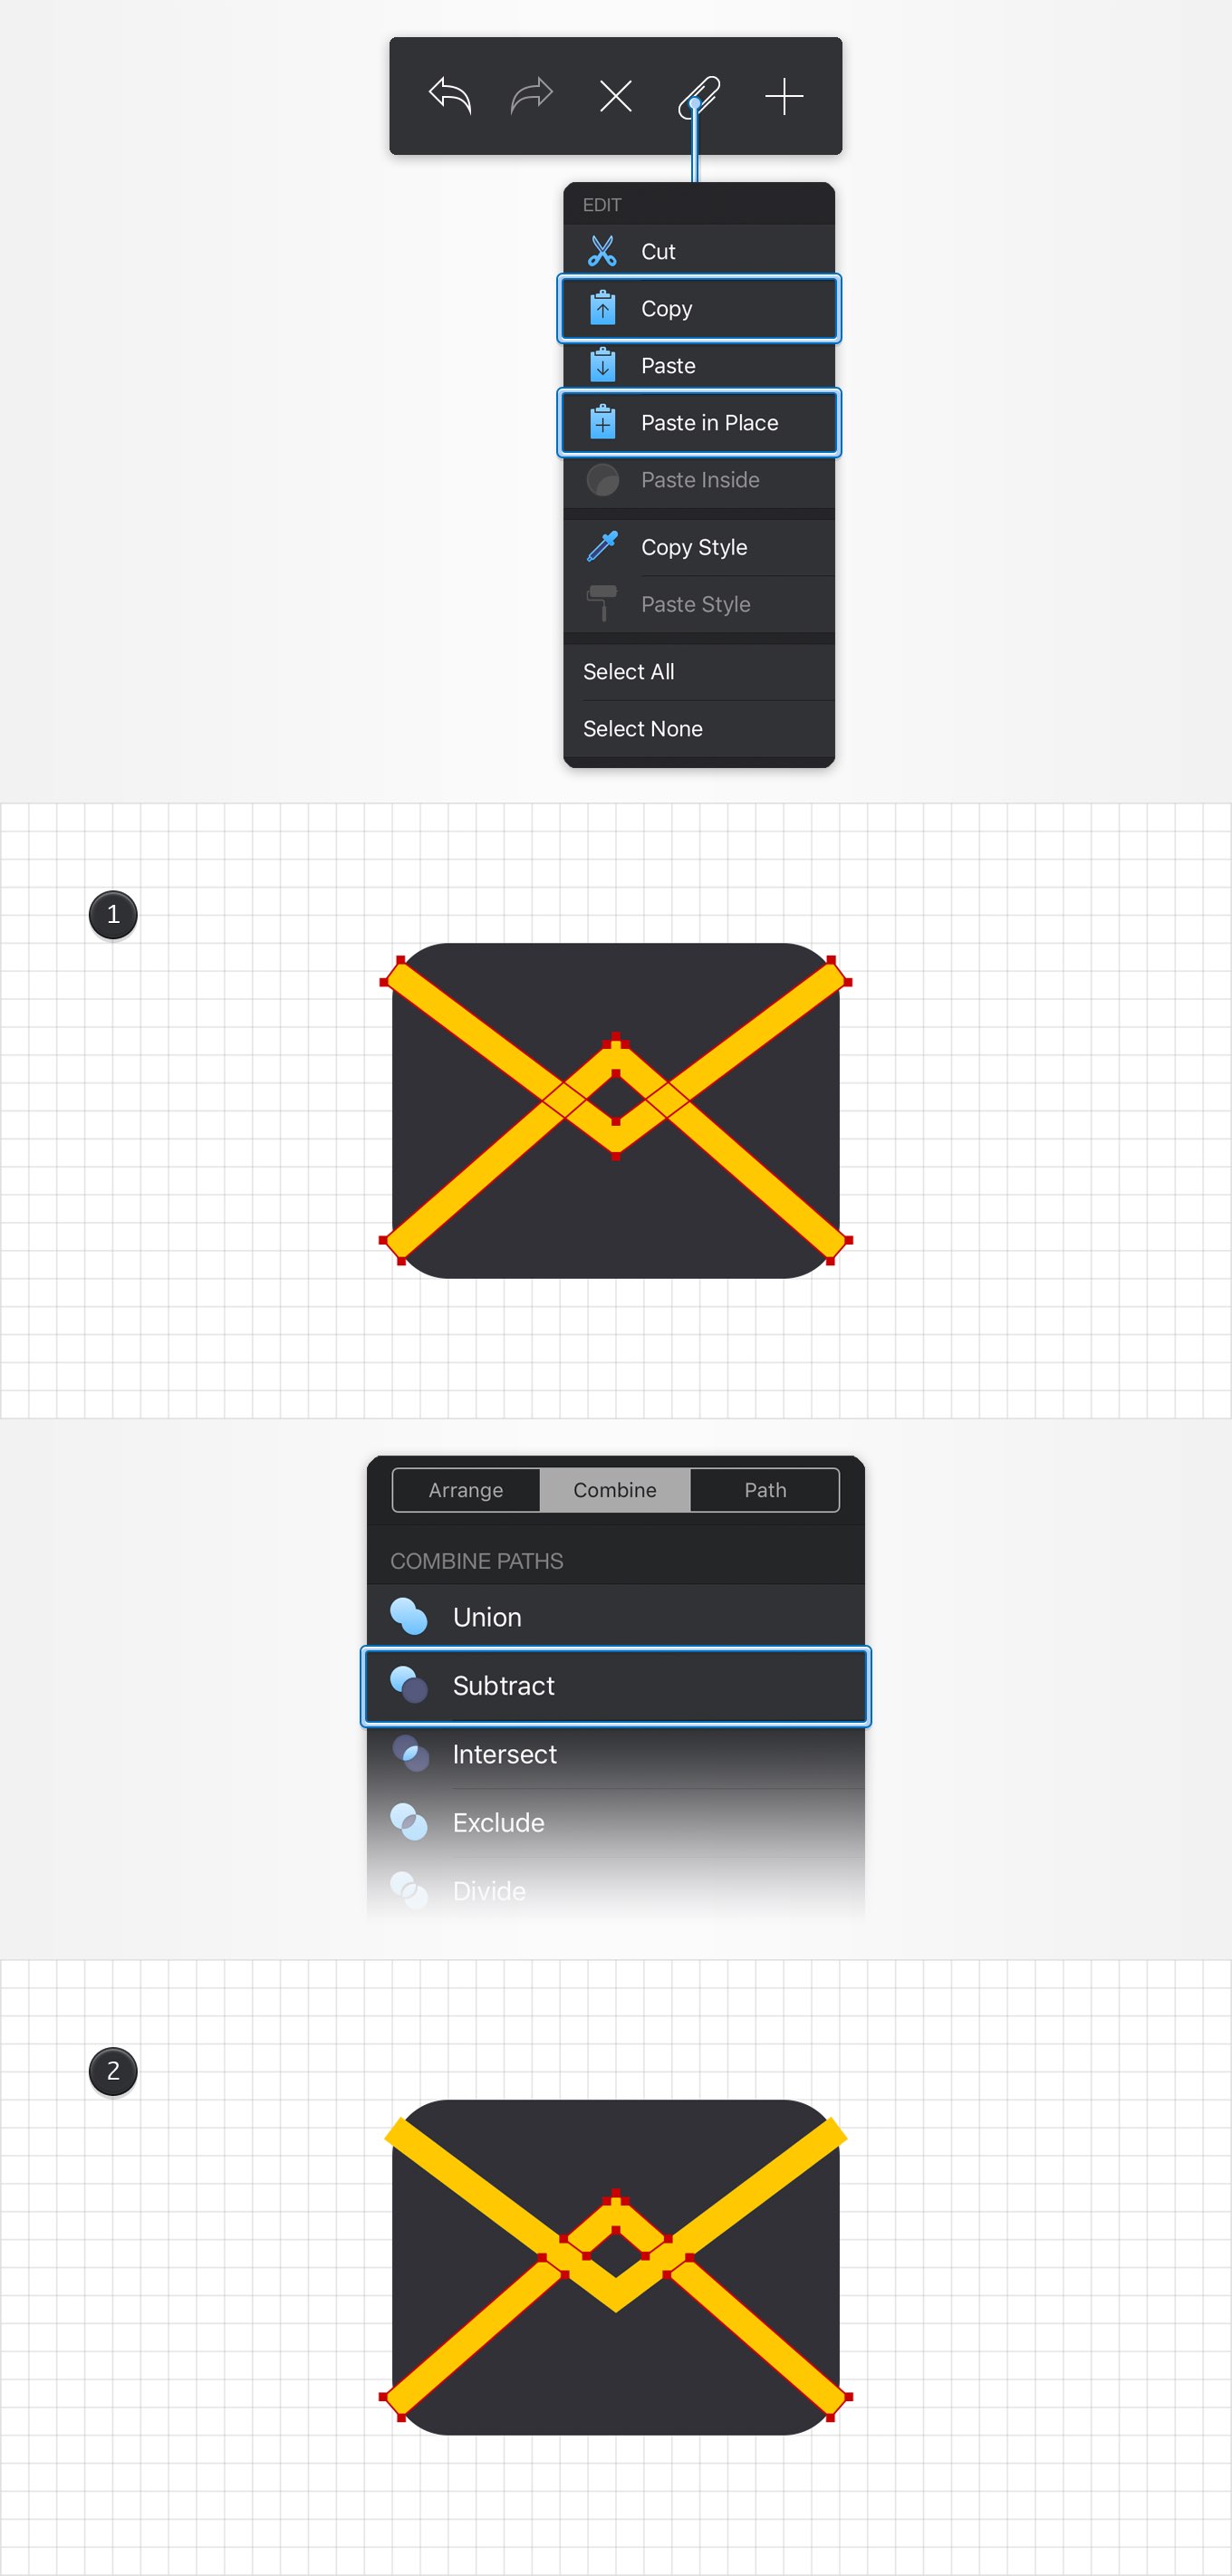 EDIT
Cut
Copy
Paste
Paste in Place
Paste Inside
Copy Style
Paste Style
Select All
Select None
1
Arrange Combine Path
COMBINE PATHS
Union
Subtract
Intersect
Exclude
Divide
2